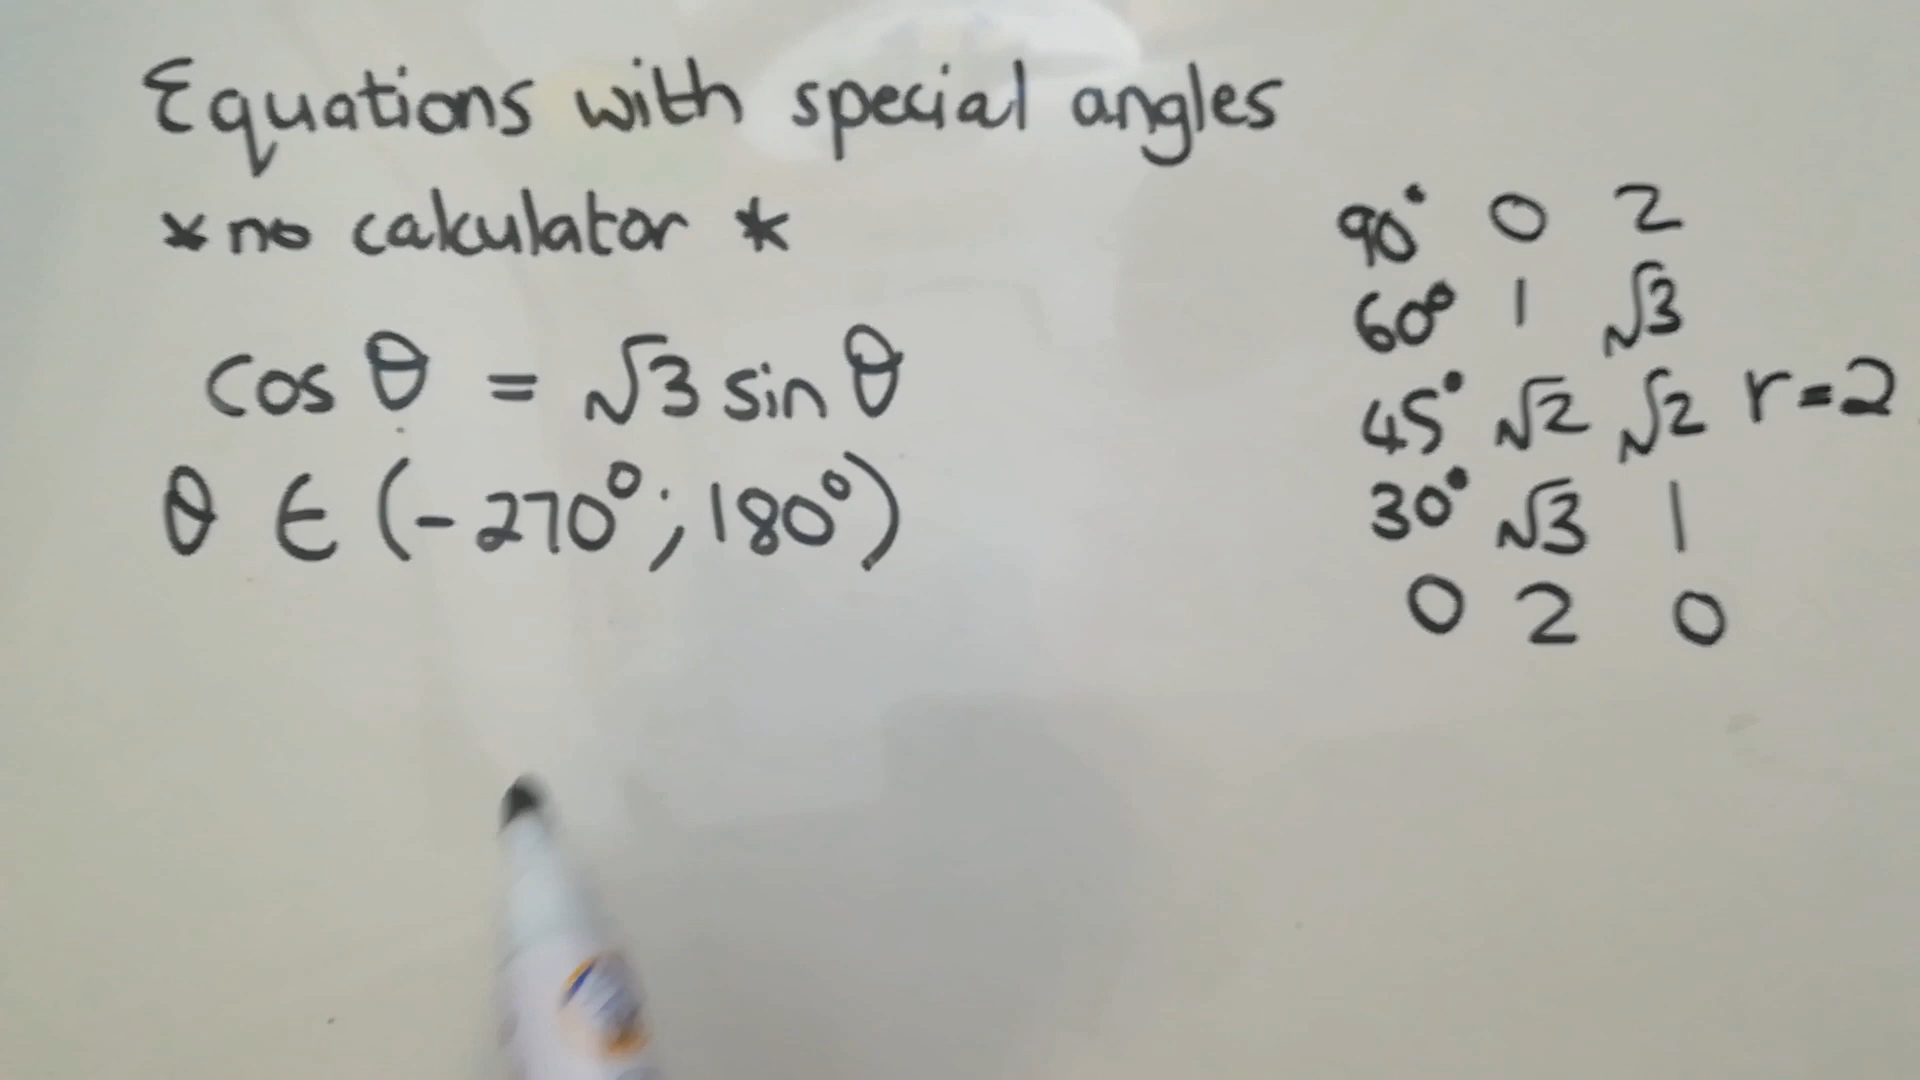 Equations with special angles
* no calculator *
cos θ = √3 sin θ
θ ∈ (-270°; 180°)
90° 0 2
60° 1 √3
45° √2 √2 r=2
30° √3 1
0 2 0